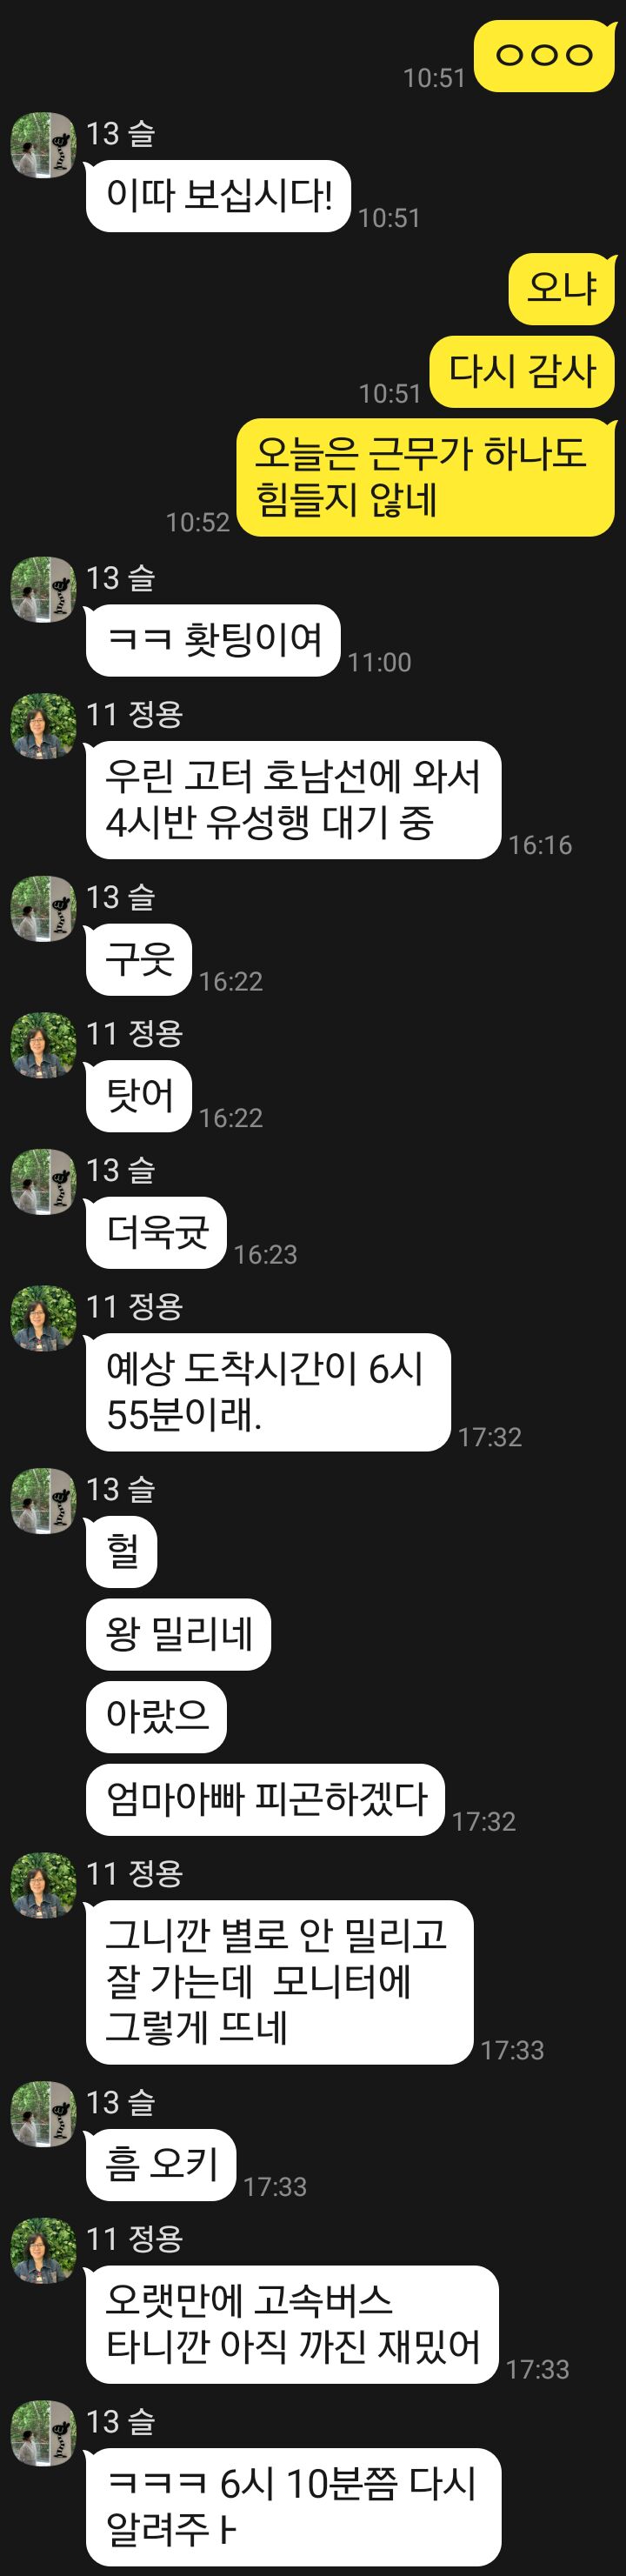 ㅇㅇㅇ
10:51
13 슬
이따 보십시다!
10:51
오냐
다시 감사
10:51
오늘은 근무가 하나도
힘들지 않네
10:52
13 슬
ㅋㅋ 홧팅이여
11:00
11 정용
우린 고터 호남선에 와서
4시반 유성행 대기 중
16:16
13 슬
구웃
16:22
11 정용
탓어
16:22
13 슬
더욱귯
16:23
11 정용
예상 도착시간이 6시
55분이래.
17:32
13 슬
헐
왕 밀리네
아랐으
엄마아빠 피곤하겠다
17:32
11 정용
그니깐 별로 안 밀리고
잘 가는데  모니터에
그렇게 뜨네
17:33
13 슬
흠 오키
17:33
11 정용
오랫만에 고속버스
타니깐 아직 까진 재밌어
17:33
13 슬
ㅋㅋㅋ 6시 10분쯤 다시
알려주ㅏ